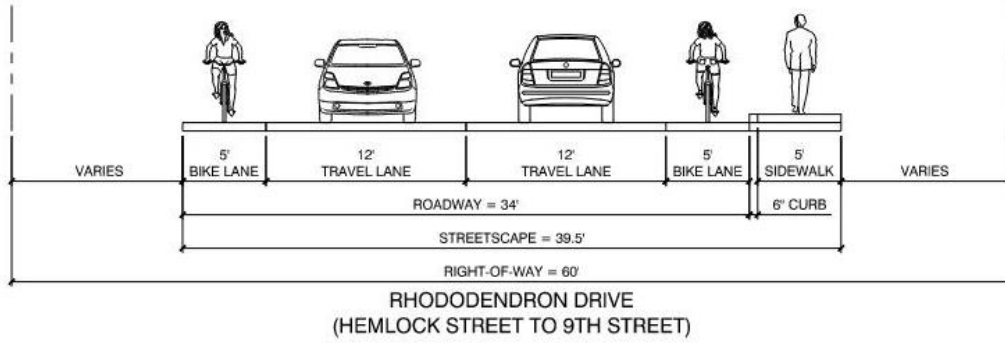 VARIES
5'
BIKE LANE
12'
TRAVEL LANE
12'
TRAVEL LANE
5'
BIKE LANE
5'
SIDEWALK
VARIES
ROADWAY = 34'
6" CURB
STREETSCAPE = 39.5'
RIGHT-OF-WAY = 60'
RHODODENDRON DRIVE
(HEMLOCK STREET TO 9TH STREET)